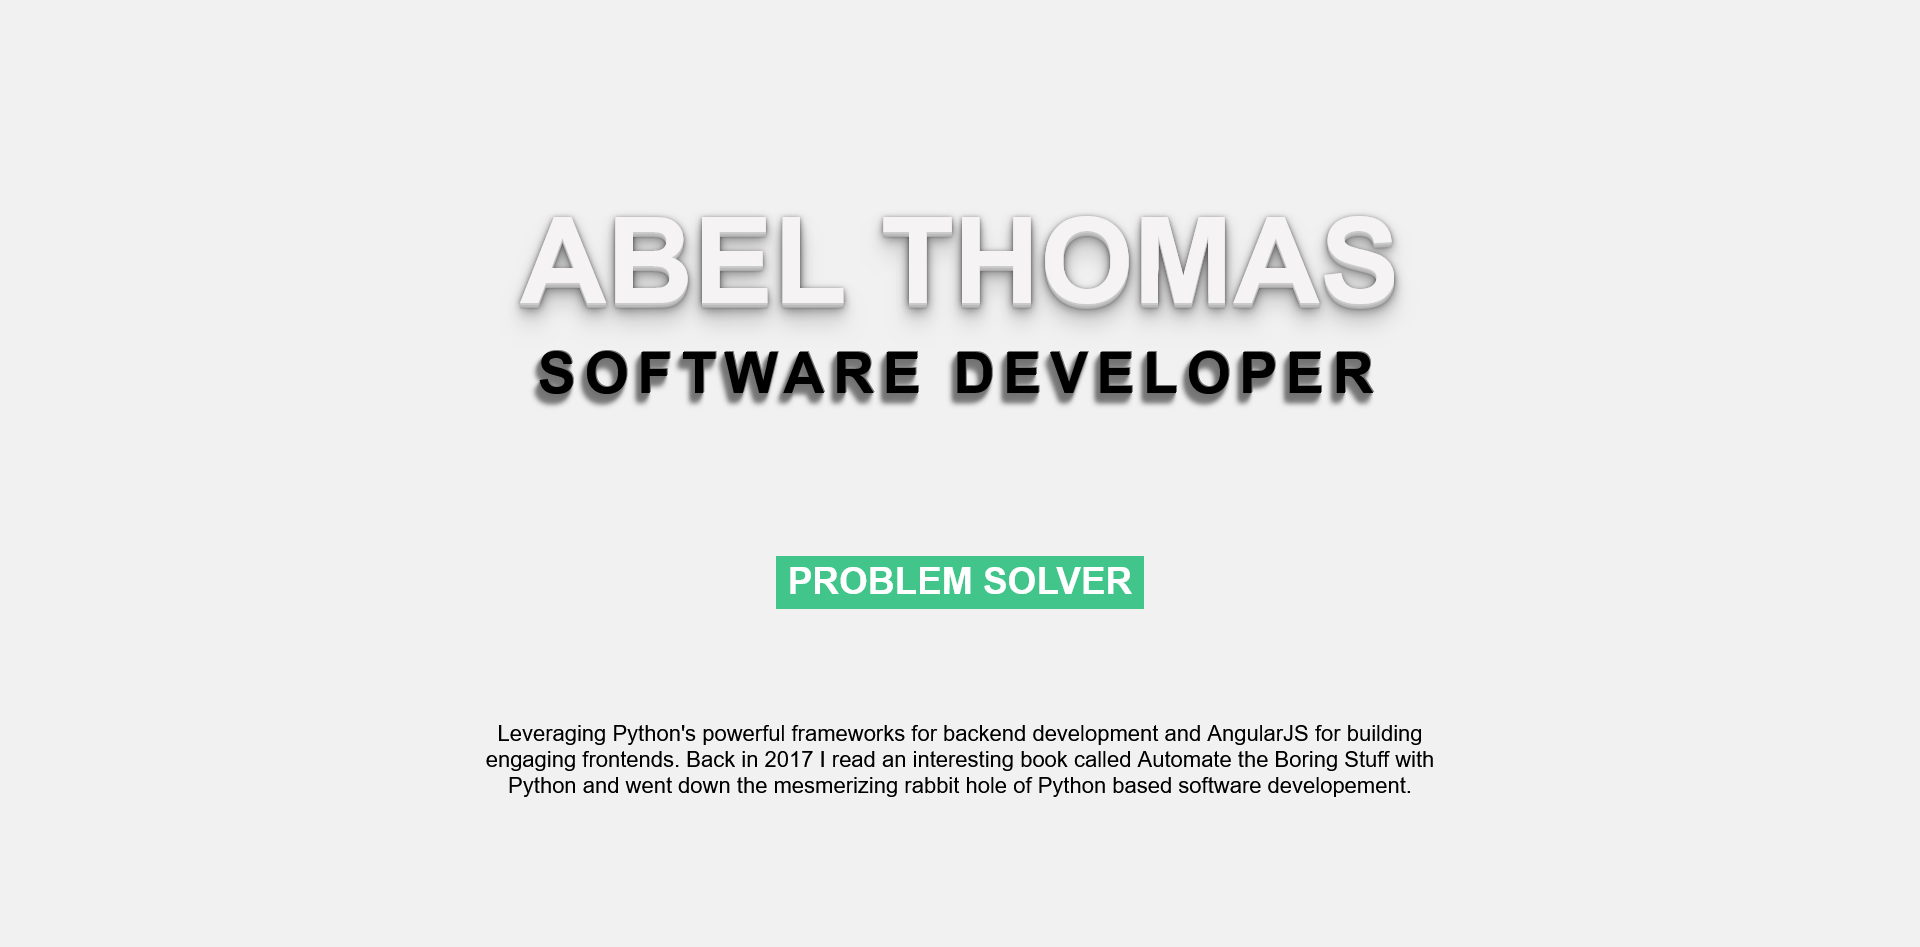 ABEL THOMAS
SOFTWARE DEVELOPER
PROBLEM SOLVER
Leveraging Python's powerful frameworks for backend development and AngularJS for building
engaging frontends. Back in 2017 I read an interesting book called Automate the Boring Stuff with
Python and went down the mesmerizing rabbit hole of Python based software developement.